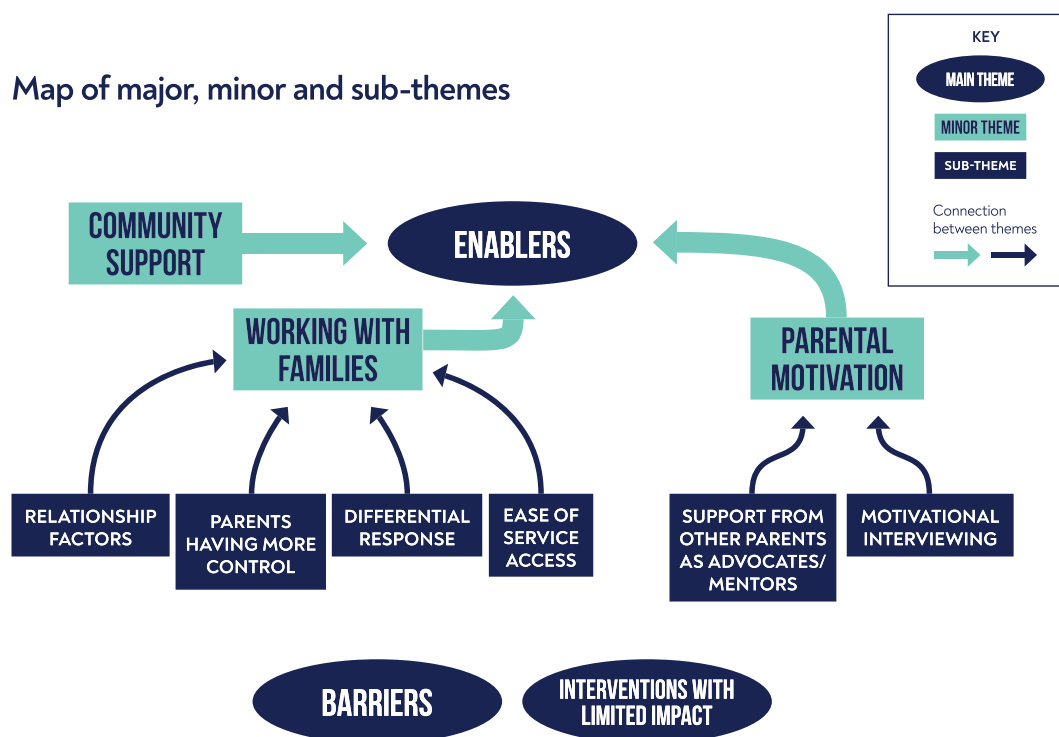 KEY
MAIN THEME
MINOR THEME
SUB-THEME
Connection
between themes
Map of major, minor and sub-themes
COMMUNITY
SUPPORT
ENABLERS
WORKING WITH
FAMILIES
PARENTAL
MOTIVATION
RELATIONSHIP
FACTORS
PARENTS
HAVING MORE
CONTROL
DIFFERENTIAL
RESPONSE
EASE OF
SERVICE
ACCESS
SUPPORT FROM
OTHER PARENTS
AS ADVOCATES/
MENTORS
MOTIVATIONAL
INTERVIEWING
BARRIERS
INTERVENTIONS WITH
LIMITED IMPACT